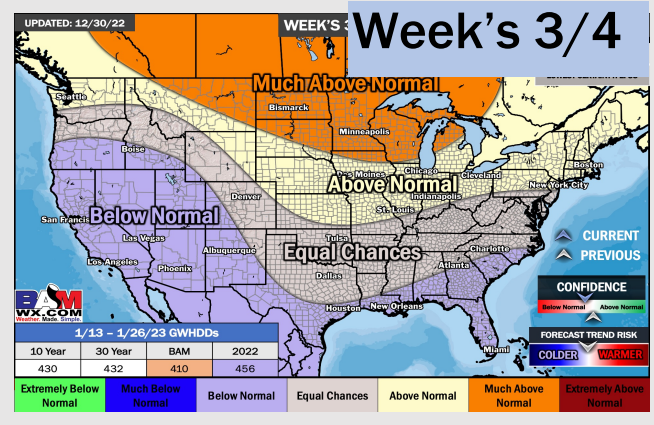 UPDATED: 12/30/22
WEEK'S 3
Week's 3/4
Much Above Normal
Seattle
Bismarck
Minneapolis
Boise
Des Moines
Chicago
Cleveland
Boston
New York City
Above Normal
Indianapolis
Denver
St. Louis
San Francis
Below Normal
Las Vegas
Tulsa
Equal Chances
Charlotte
Albuquerque
Los Angeles
Phoenix
Dallas
Atlanta
CURRENT
PREVIOUS
Houston
New Orleans
Miami
BAM
WX.COM
Weather. Made. Simple.
CONFIDENCE
Below Normal
Above Normal
FORECAST TREND RISK
COLDER
WARMER
1/13 – 1/26/23 GWHDDs
10 Year 30 Year BAM 2022
430 432 410 456
Extremely Below Normal
Much Below Normal
Below Normal
Equal Chances
Above Normal
Much Above Normal
Extremely Above Normal